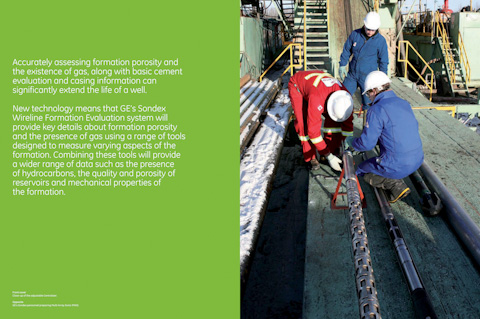 Accurately assessing formation porosity and
the existence of gas, along with basic cement
evaluation and casing information can
significantly extend the life of a well.
New technology means that GE's Sondex
Wireline Formation Evaluation system will
provide key details about formation porosity
and the presence of gas using a range of tools
designed to measure varying aspects of the
formation. Combining these tools will provide
a wider range of data such as the presence
of hydrocarbons, the quality and porosity of
reservoirs and mechanical properties of
the formation.